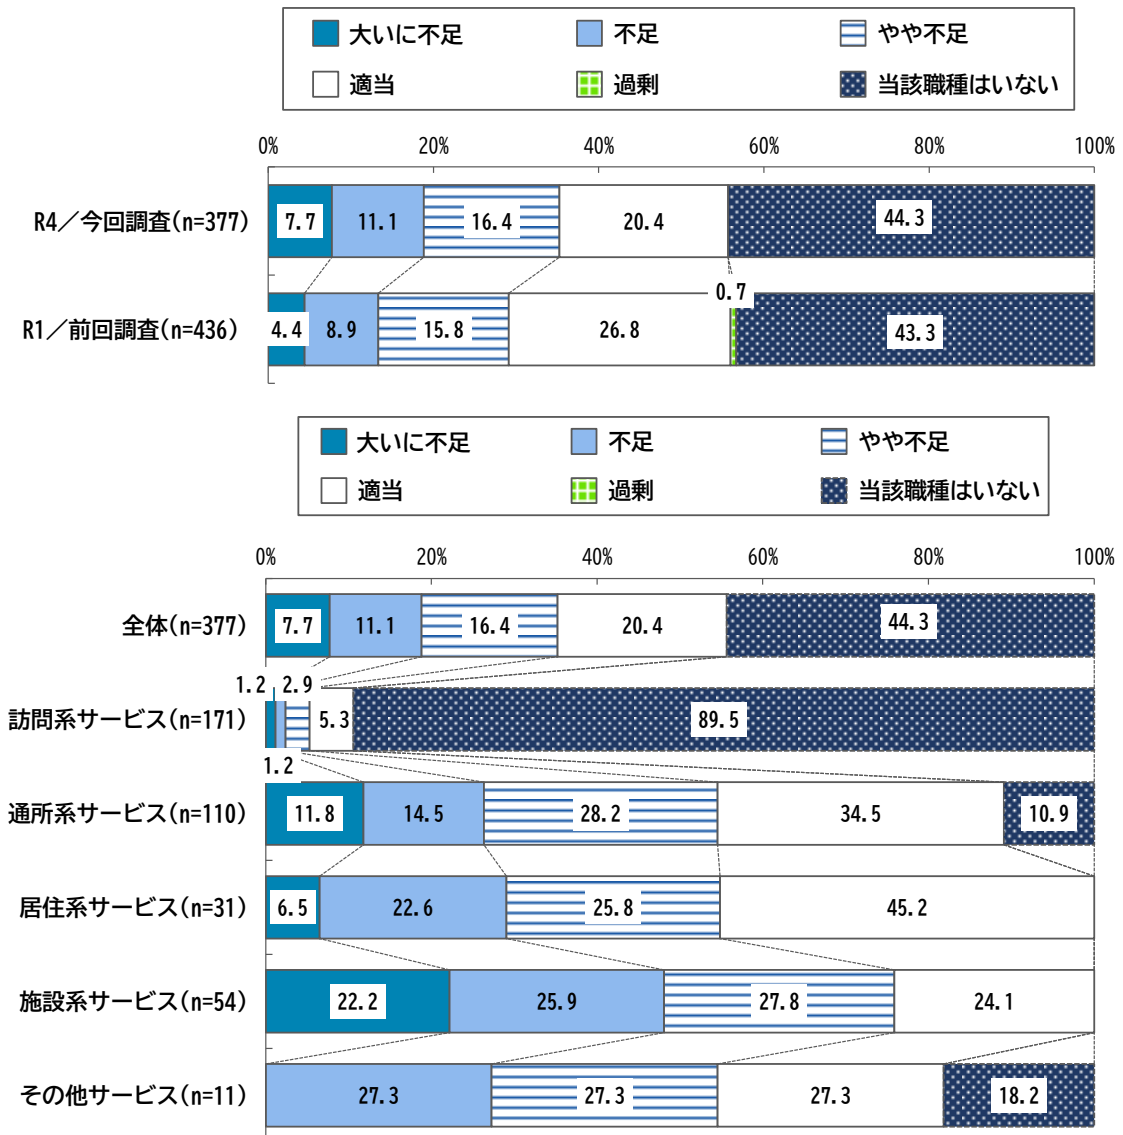 大いに不足 不足 やや不足
適当 過剰 当該職種はいない
0% 20% 40% 60% 80% 100%
R4／今回調査(n=377) 7.7 11.1 16.4 20.4 44.3
0.7
R1／前回調査(n=436) 4.4 8.9 15.8 26.8 43.3
大いに不足 不足 やや不足
適当 過剰 当該職種はいない
0% 20% 40% 60% 80% 100%
全体(n=377) 7.7 11.1 16.4 20.4 44.3
1.2 2.9
訪問系サービス(n=171) 5.3 89.5
1.2
通所系サービス(n=110) 11.8 14.5 28.2 34.5 10.9
居住系サービス(n=31) 6.5 22.6 25.8 45.2
施設系サービス(n=54) 22.2 25.9 27.8 24.1
その他サービス(n=11) 27.3 27.3 27.3 18.2